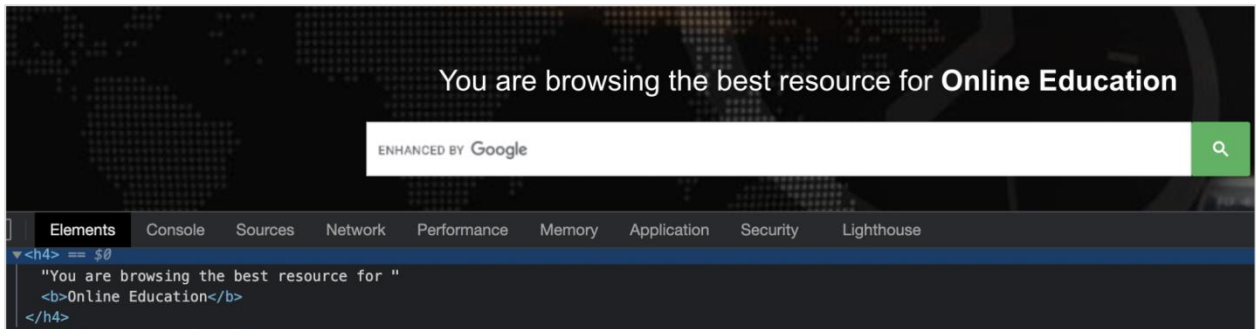 You are browsing the best resource for Online Education
ENHANCED BY Google
Elements Console Sources Network Performance Memory Application Security Lighthouse
▼<h4> == $0
"You are browsing the best resource for "
<b>Online Education</b>
</h4>